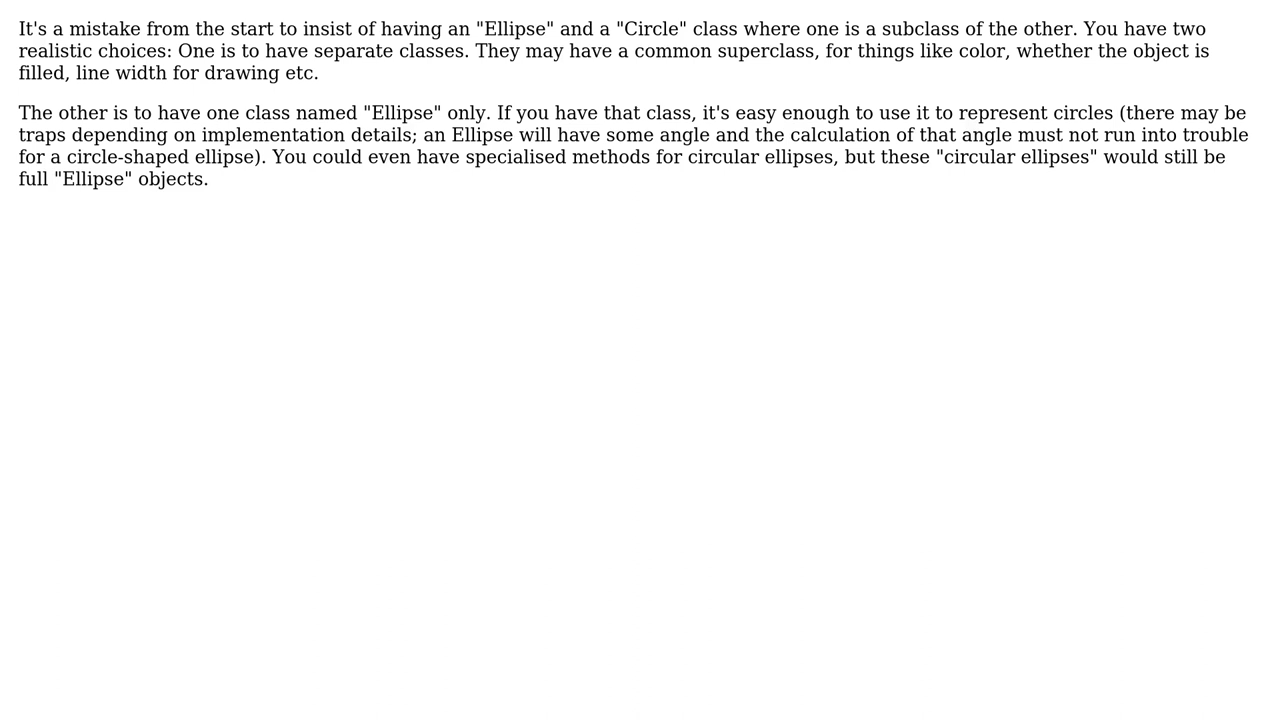 It's a mistake from the start to insist of having an "Ellipse" and a "Circle" class where one is a subclass of the other. You have two
realistic choices: One is to have separate classes. They may have a common superclass, for things like color, whether the object is
filled, line width for drawing etc.
The other is to have one class named "Ellipse" only. If you have that class, it's easy enough to use it to represent circles (there may be
traps depending on implementation details; an Ellipse will have some angle and the calculation of that angle must not run into trouble
for a circle-shaped ellipse). You could even have specialised methods for circular ellipses, but these "circular ellipses" would still be
full "Ellipse" objects.